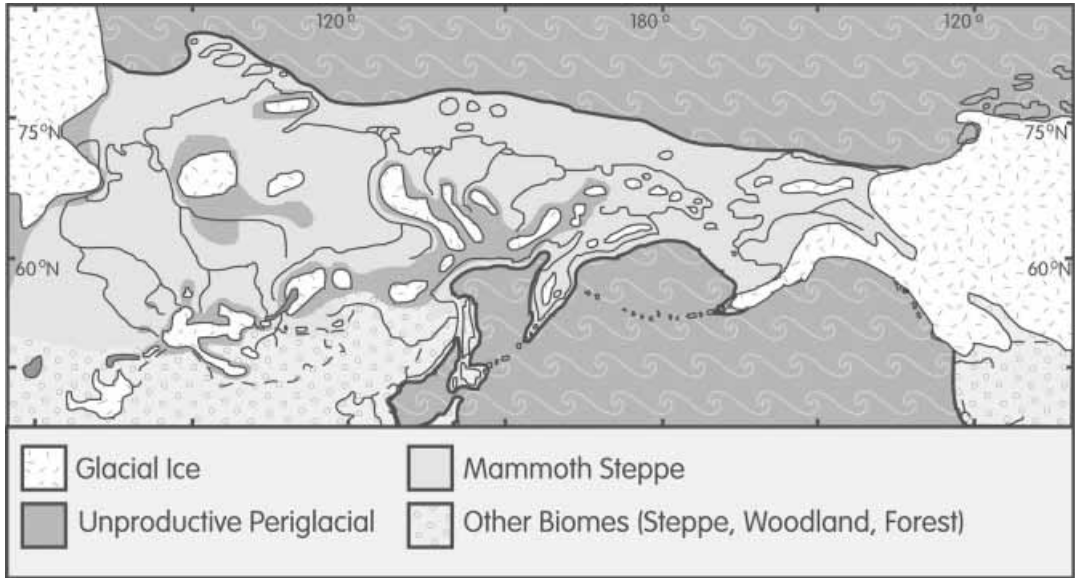 120° 180° 120°
75°N 75°N
60°N 60°N
Glacial Ice Mammoth Steppe
Unproductive Periglacial Other Biomes (Steppe, Woodland, Forest)